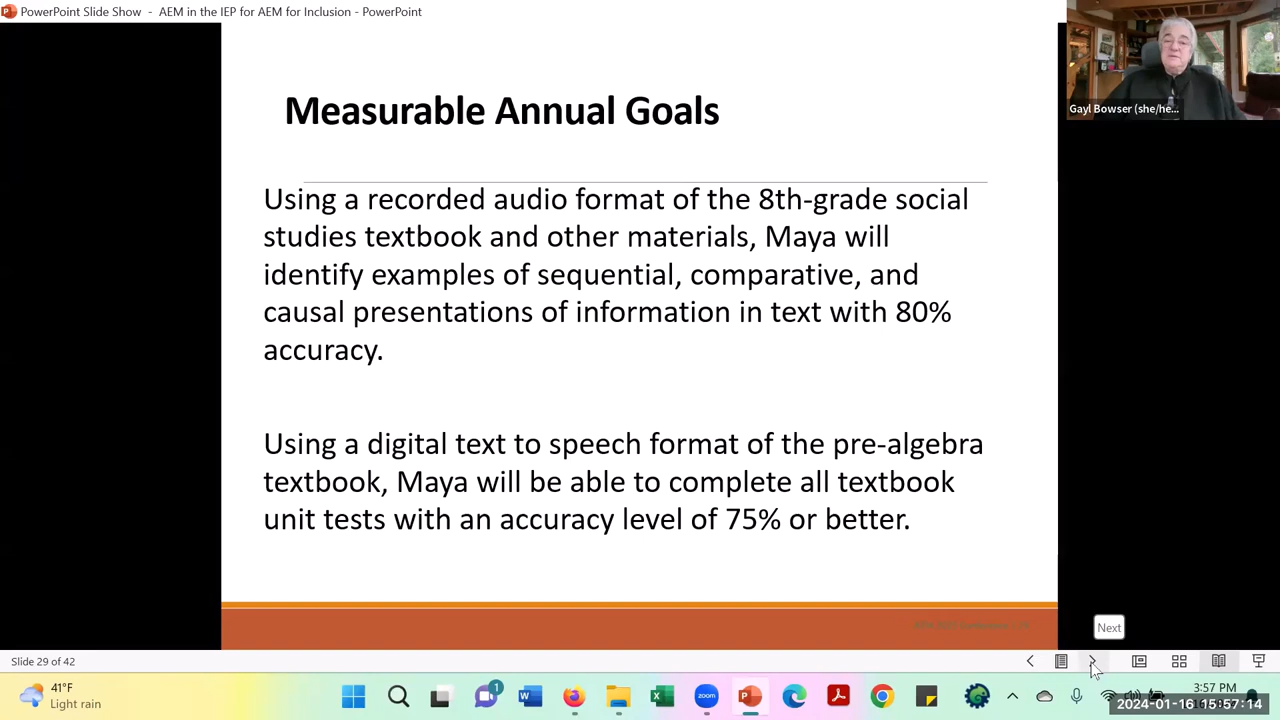 PowerPoint Slide Show - AEM in the IEP for AEM for Inclusion - PowerPoint
Gayl Bowser (she/he...
Measurable Annual Goals
Using a recorded audio format of the 8th-grade social
studies textbook and other materials, Maya will
identify examples of sequential, comparative, and
causal presentations of information in text with 80%
accuracy.
Using a digital text to speech format of the pre-algebra
textbook, Maya will be able to complete all textbook
unit tests with an accuracy level of 75% or better.
Next
Slide 29 of 42
41°F
Light rain
1
zoom
3:57 PM
2024-01-16 15:57:14